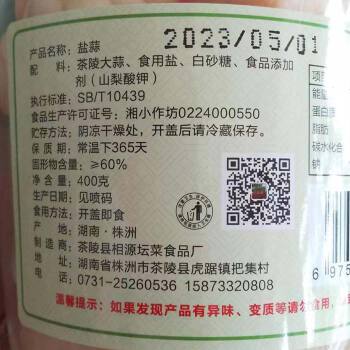 产品名称：盐蒜
2023/05/01
配　　料：茶陵大蒜、食用盐、白砂糖、食品添加
剂（山梨酸钾）
执行标准：SB/T10439
食品生产许可证号：湘小作坊0224000550
贮存方法：阴凉干燥处，开盖后请冷藏保存。
保 质 期：常温下365天
固形物含量：≥60%
净 含 量：400克
生产日期：见喷码
食用方法：开盖即食
产　　地：湖南·株洲
制 造 商：茶陵县相源坛菜食品厂
地　　址：湖南省株洲市茶陵县虎踞镇把集村
电　　话：0731-25260536 15873320808
温馨提示：如果发现产品有异味、变质等请勿食用，
项
能
蛋白
脂肪
碳水化合
钠
6 975